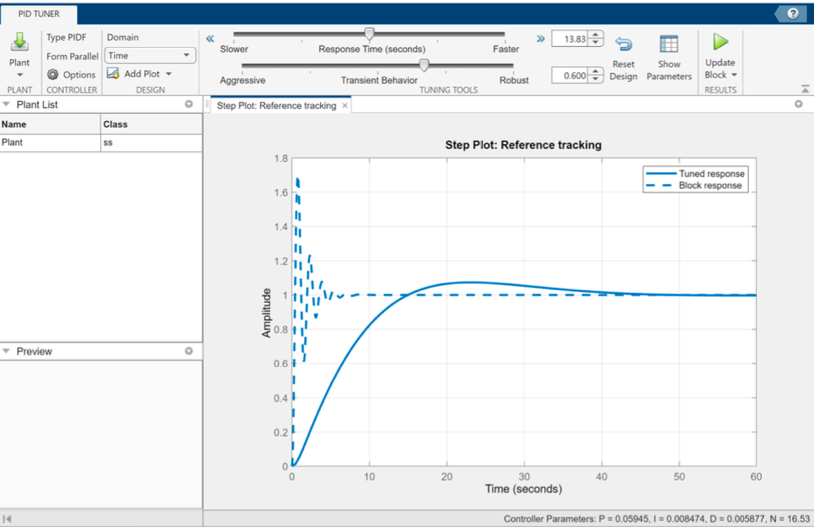 PID TUNER
?
Plant
PLANT
Type PIDF
Form Parallel
Options
CONTROLLER
Domain
Time
Add Plot
DESIGN
Slower
Response Time (seconds)
Faster
13.83
Aggressive
Transient Behavior
Robust
0.600
TUNING TOOLS
Reset
Design
Show
Parameters
Update
Block
RESULTS
Plant List
Name Class
Plant ss
Preview
Step Plot: Reference tracking ×
Step Plot: Reference tracking
Tuned response
Block response
1.8
1.6
1.4
1.2
1
0.8
0.6
0.4
0.2
0
Amplitude
0 10 20 30 40 50 60
Time (seconds)
Controller Parameters: P = 0.05945, I = 0.008474, D = 0.005877, N = 16.53